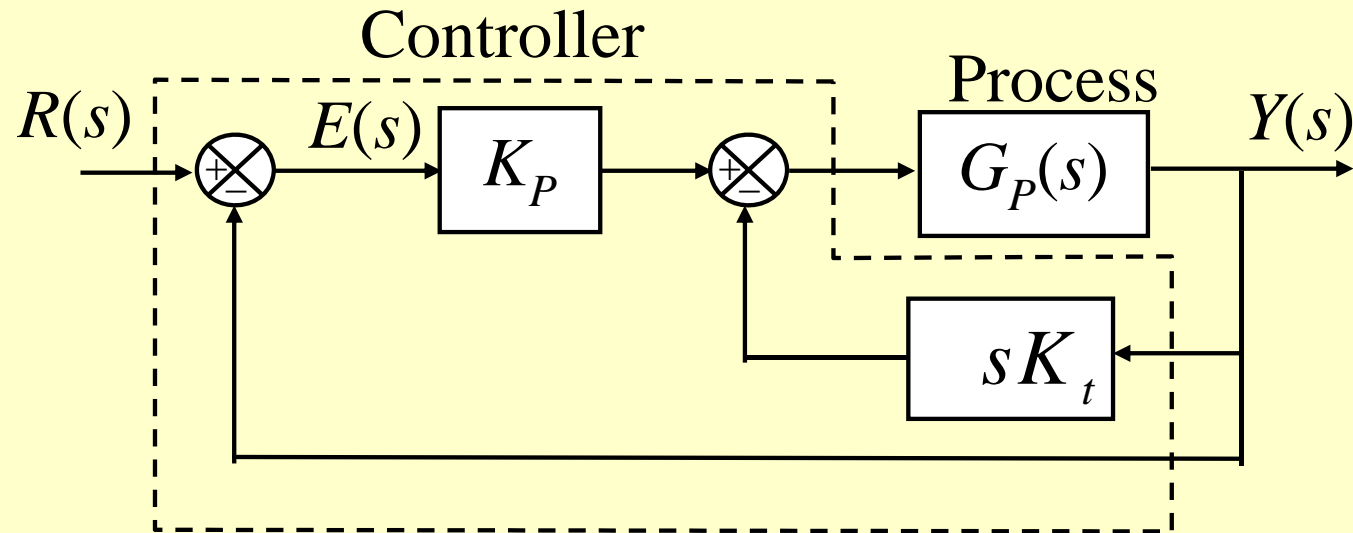 Controller
Process
R(s)
E(s)
K_P
G_P(s)
Y(s)
+
−
+
−
sK_t